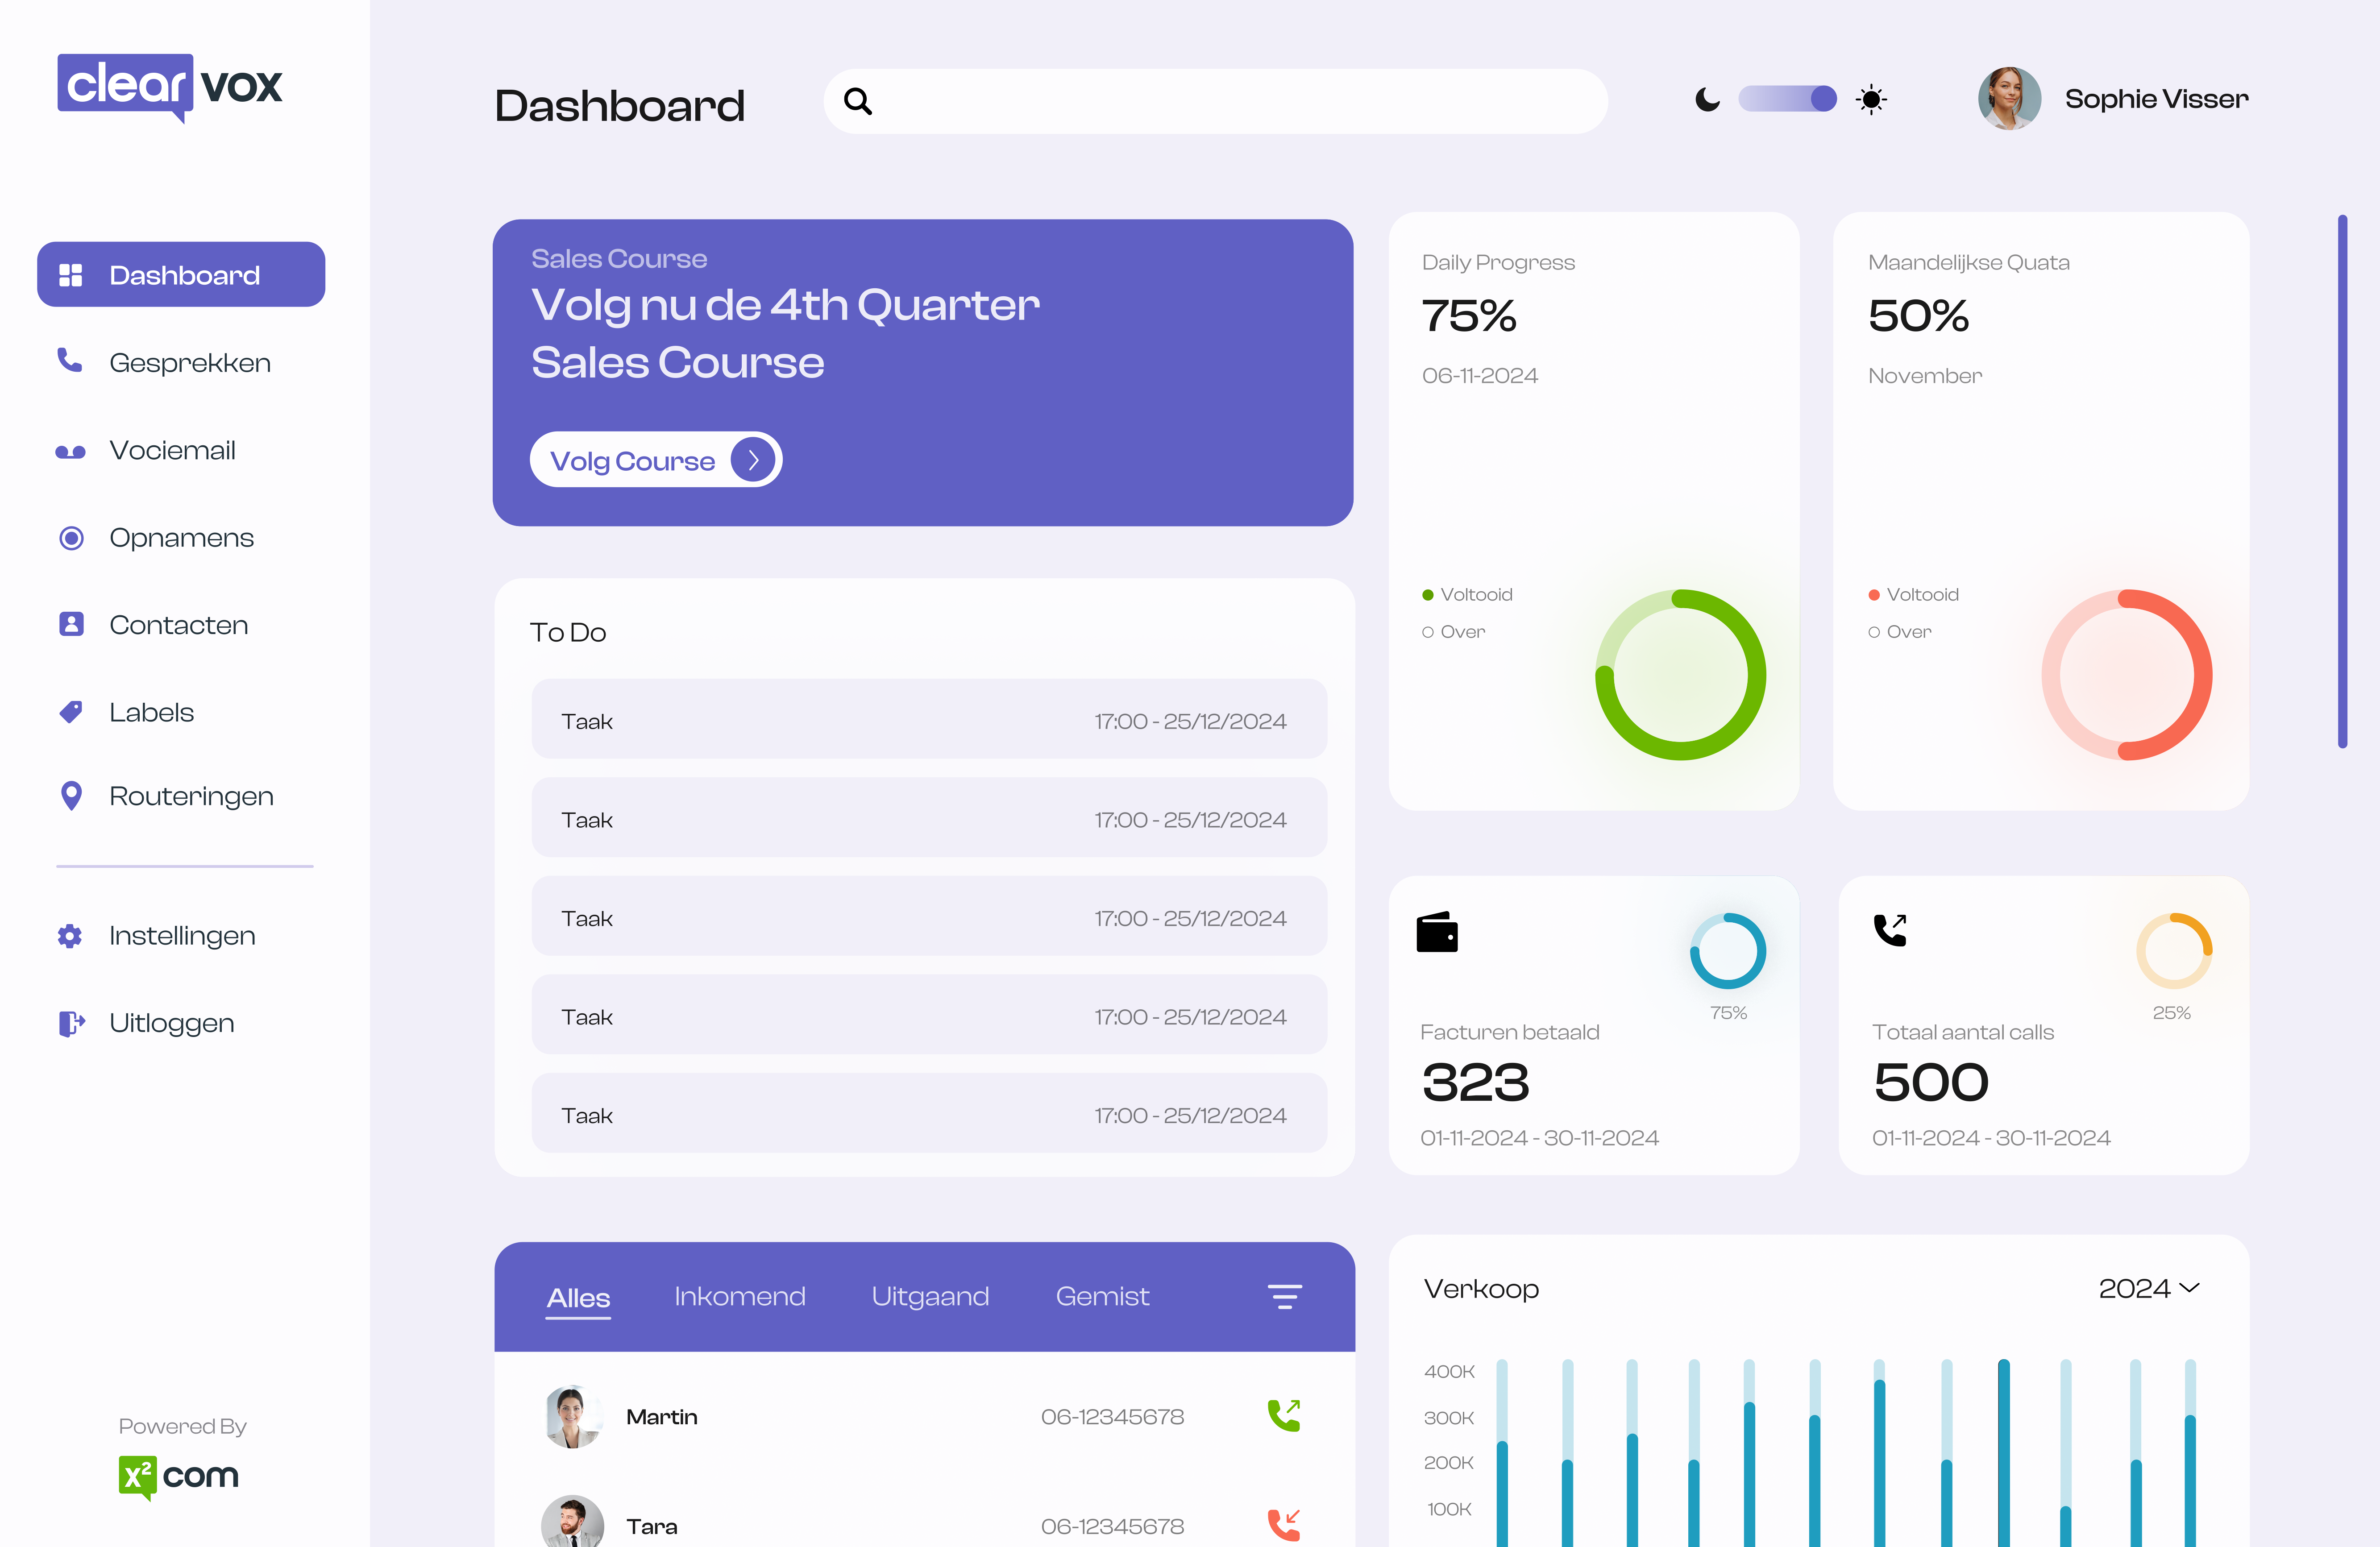 clear vox
Dashboard
Gesprekken
Vociemail
Opnamens
Contacten
Labels
Routeringen
Instellingen
Uitloggen
Powered By
x² com
Dashboard
Sophie Visser
Sales Course
Volg nu de 4th Quarter
Sales Course
Volg Course
Daily Progress
75%
06-11-2024
Voltooid
Over
Maandelijkse Quata
50%
November
Voltooid
Over
To Do
Taak 17:00 - 25/12/2024
Taak 17:00 - 25/12/2024
Taak 17:00 - 25/12/2024
Taak 17:00 - 25/12/2024
Taak 17:00 - 25/12/2024
75%
Facturen betaald
323
01-11-2024 - 30-11-2024
25%
Totaal aantal calls
500
01-11-2024 - 30-11-2024
Alles Inkomend Uitgaand Gemist
Martin 06-12345678
Tara 06-12345678
Verkoop 2024
400K
300K
200K
100K